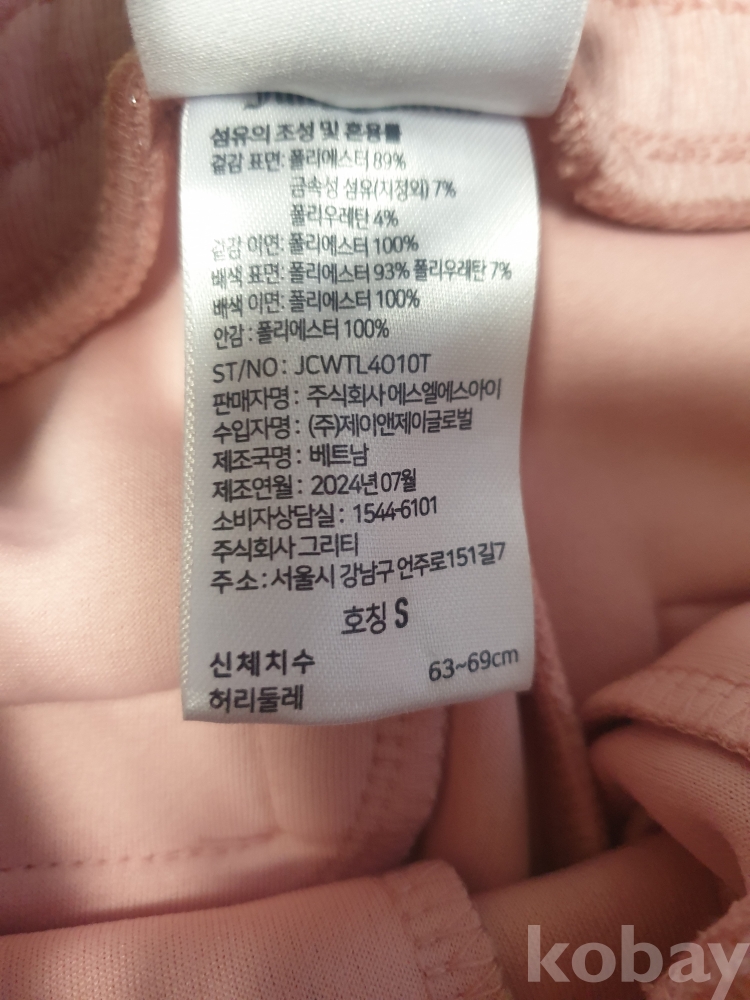 섬유의 조성 및 혼용률
겉감 표면: 폴리에스터 89%
금속성 섬유(지정외) 7%
폴리우레탄 4%
겉감 이면: 폴리에스터 100%
배색 표면: 폴리에스터 93% 폴리우레탄 7%
배색 이면: 폴리에스터 100%
안감 : 폴리에스터 100%
ST/NO : JCWTL4010T
판매자명 : 주식회사 에스엘에스아이
수입자명 : (주)제이앤제이글로벌
제조국명 : 베트남
제조연월 : 2024년 07월
소비자상담실 : 1544-6101
주식회사 그리티
주소 : 서울시 강남구 언주로151길7
호칭 S
신체치수
허리둘레 63~69cm
kobay